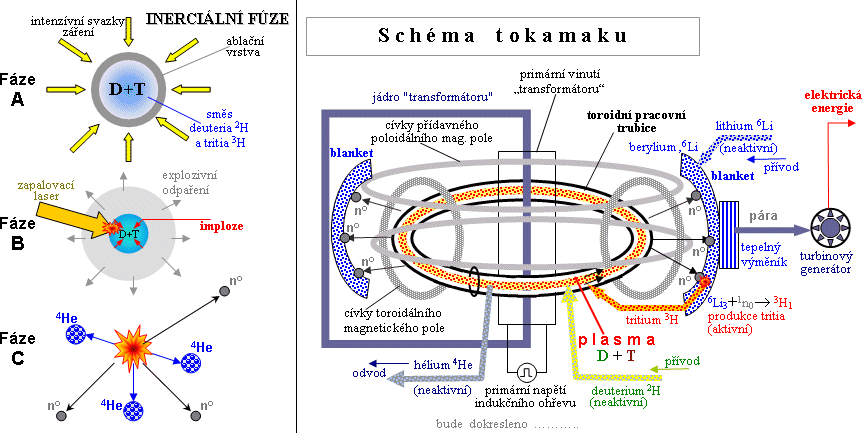 INERCIÁLNÍ FÚZE
intenzívní svazky
záření
ablační
vrstva
Fáze
A
D+T
směs
deuteria ²H
a tritia ³H
zapalovací
laser
explozivní
odpaření
Fáze
B
D+T
imploze
n°
Fáze
C
⁴He
⁴He
⁴He
n°
n°
Schéma tokamaku
primární vinutí
„transformátoru"
jádro "transformátoru"
elektrická
energie
cívky přídavného
poloidálního mag. pole
toroidní pracovní
trubice
lithium ⁶Li
(neaktivní)
přívod
berylium ,⁶Li
blanket
blanket
n°
n°
n°
n°
n°
n°
pára
tepelný
výměník
turbinový
generátor
cívky toroidálního
magnetického pole
⁶Li₃+¹n₀→ ³H₁
produkce tritia
(aktivní)
tritium ³H
plasma
D + T
odvod
hélium ⁴He
(neaktivní)
primární napětí
indukčního ohřevu
přívod
deuterium ²H
(neaktivní)
bude dokresleno ...........